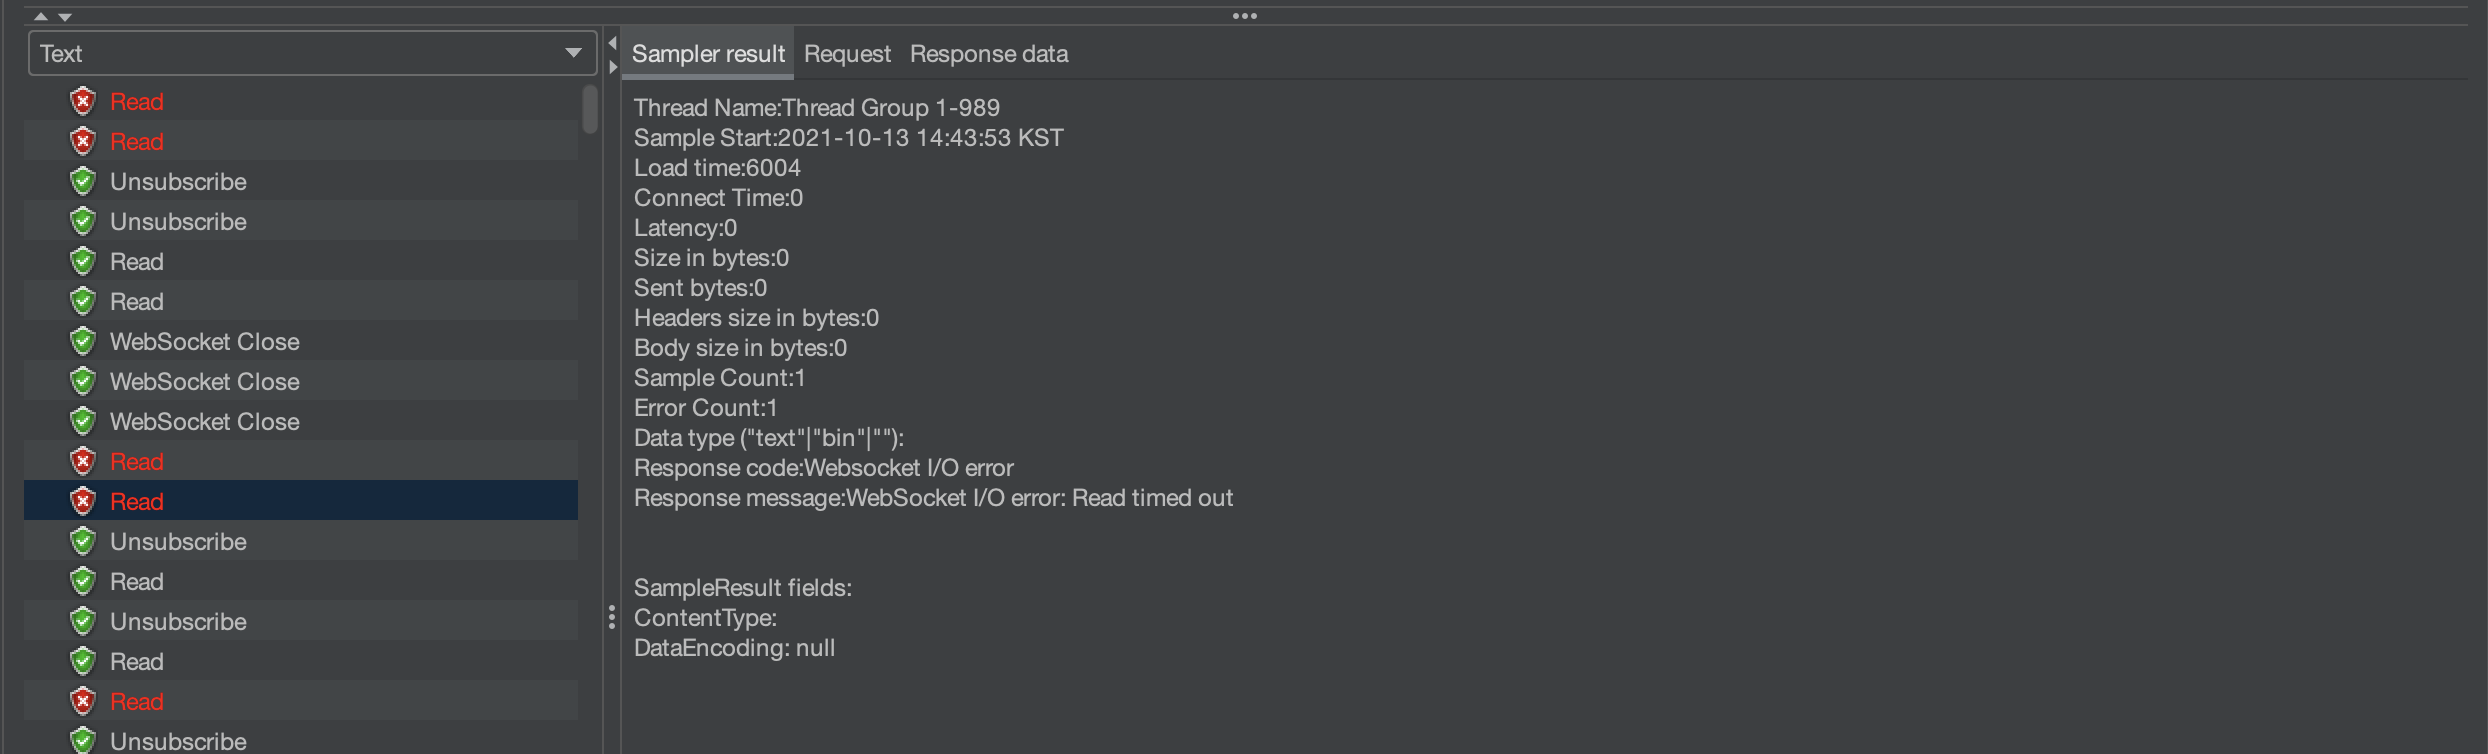 Text
Read
Read
Unsubscribe
Unsubscribe
Read
Read
WebSocket Close
WebSocket Close
WebSocket Close
Read
Read
Unsubscribe
Read
Unsubscribe
Read
Read
Unsubscribe
Sampler result Request Response data
Thread Name:Thread Group 1-989
Sample Start:2021-10-13 14:43:53 KST
Load time:6004
Connect Time:0
Latency:0
Size in bytes:0
Sent bytes:0
Headers size in bytes:0
Body size in bytes:0
Sample Count:1
Error Count:1
Data type ("text"|"bin"|""):
Response code:Websocket I/O error
Response message:WebSocket I/O error: Read timed out
SampleResult fields:
ContentType:
DataEncoding: null